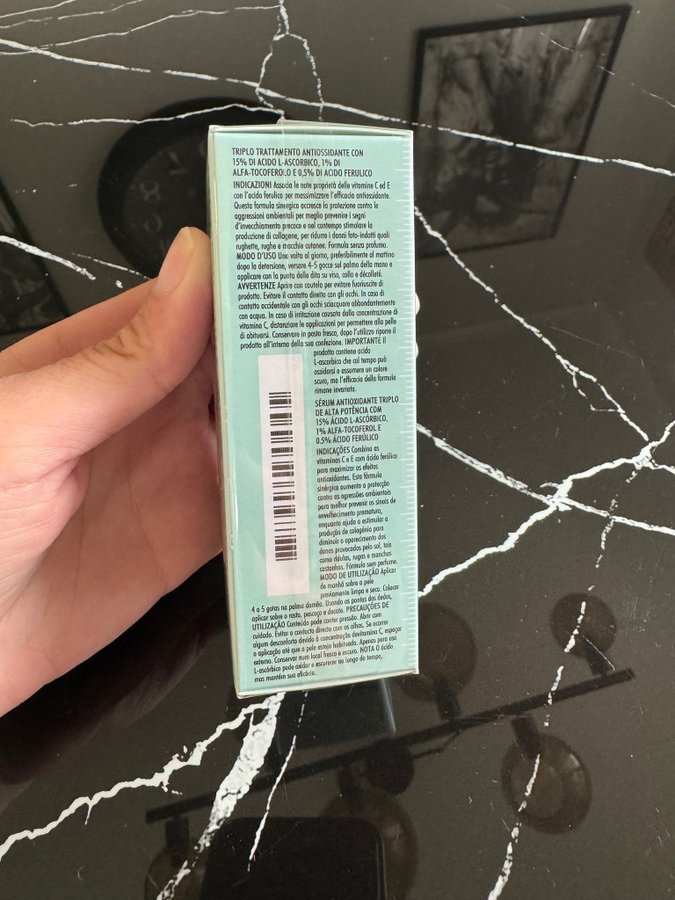 TRIPLO TRATTAMENTO ANTIOSSIDANTE CON
15% DI ACIDO L-ASCORBICO, 1% DI
ALFA-TOCOFEROLO E 0,5% DI ACIDO FERULICO
INDICAZIONI Associa le note proprietà delle vitamine C ed E
con l'acido ferulico per massimizzare l'efficacia antiossidante.
Questa formula sinergica accresce la protezione contro le
aggressioni ambientali per meglio prevenire i segni
d'invecchiamento precoce e nel contempo stimolare la
produzione di collagene, per ridurre i danni foto-indotti quali
rughette, rughe e macchie cutanee. Formula senza profumo.
MODO D'USO Una volta al giorno, preferibilmente al mattino
dopo la detersione, versare 4-5 gocce sul palmo della mano e
applicare con la punta delle dita su viso, collo e décolleté.
AVVERTENZE Aprire con cautela per evitare fuoriuscite di
prodotto. Evitare il contatto diretto con gli occhi. In caso di
contatto accidentale con gli occhi sciacquare abbondantemente
con acqua. In caso di irritazione causata dalla concentrazione di
vitamina C, distanziare le applicazioni per permettere alla pelle
di abituarsi. Conservare in posto fresco, dopo l'utilizzo riporre il
prodotto all'interno della sua confezione. IMPORTANTE Il
prodotto contiene acido
L-ascorbico che col tempo può
ossidarsi e assumere un colore
scuro, ma l'efficacia della formula
rimane invariata.
SÉRUM ANTIOXIDANTE TRIPLO
DE ALTA POTÊNCIA COM
15% ÁCIDO L-ASCÓRBICO,
1% ALFA-TOCOFEROL E
0.5% ÁCIDO FERÚLICO
INDICAÇÕES Combina as
vitaminas C e E com ácido ferúlico
para maximizar os efeitos
antioxidantes. Esta fórmula
sinérgica aumenta a protecção
contra as agressões ambientais
para melhor prevenir os sinais de
envelhecimento prematuro,
enquanto ajuda a estimular a
produção de colagénio para
diminuir o aparecimento dos
danos provocados pelo sol, tais
como rídulas, rugas e manchas
castanhas. Fórmula sem perfume.
MODO DE UTILIZAÇÃO Aplicar
de manhã sobre a pele
previamente limpa e seca. Colocar
4 a 5 gotas na palma da mão. Usando as pontas dos dedos,
aplicar sobre o rosto, pescoço e decote. PRECAUÇÕES DE
UTILIZAÇÃO Conteúdo pode conter pressão. Abrir com
cuidado. Evitar o contacto directo com os olhos. Se ocorrer
algum desconforto devido à concentração de vitamina C, espaçar
a aplicação até que a pele esteja habituada. Apenas para uso
externo. Conservar num local fresco e escuro. NOTA O ácido
L-ascórbico pode oxidar e escurecer ao longo do tempo,
mas mantém sua eficácia.